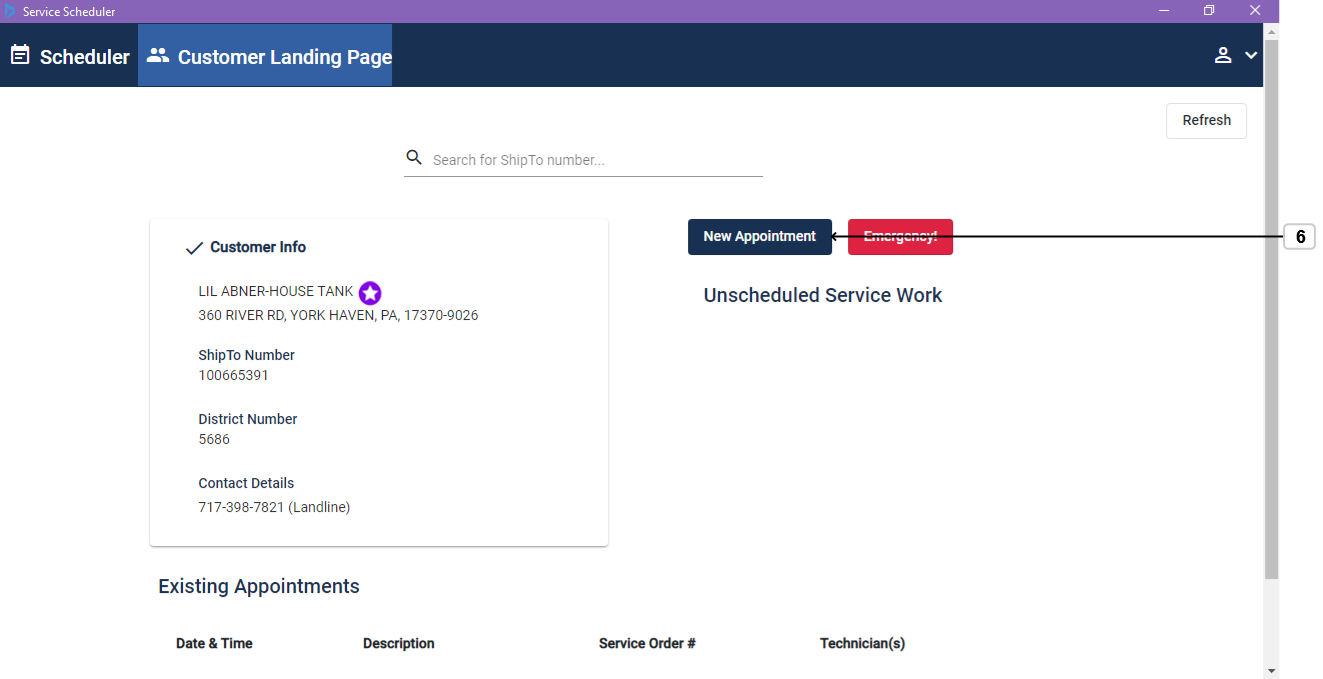 Service Scheduler
Scheduler
Customer Landing Page
Refresh
Search for ShipTo number...
Customer Info
New Appointment
Emergency!
6
LIL ABNER-HOUSE TANK
360 RIVER RD, YORK HAVEN, PA, 17370-9026
Unscheduled Service Work
ShipTo Number
100665391
District Number
5686
Contact Details
717-398-7821 (Landline)
Existing Appointments
Date & Time Description Service Order # Technician(s)